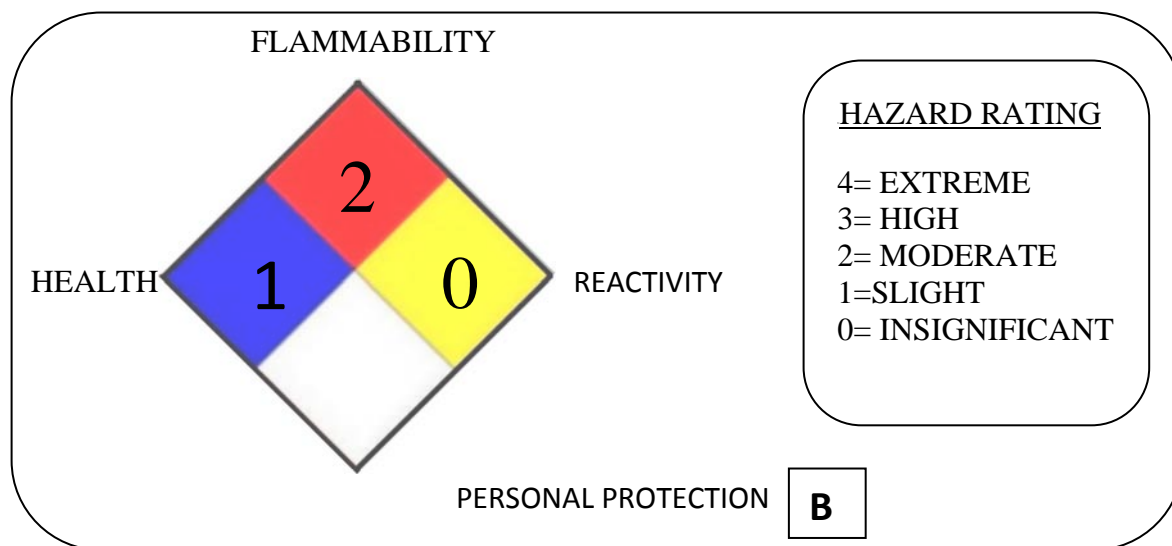 FLAMMABILITY
2
HEALTH
1
0
REACTIVITY
PERSONAL PROTECTION B
HAZARD RATING
4= EXTREME
3= HIGH
2= MODERATE
1=SLIGHT
0= INSIGNIFICANT